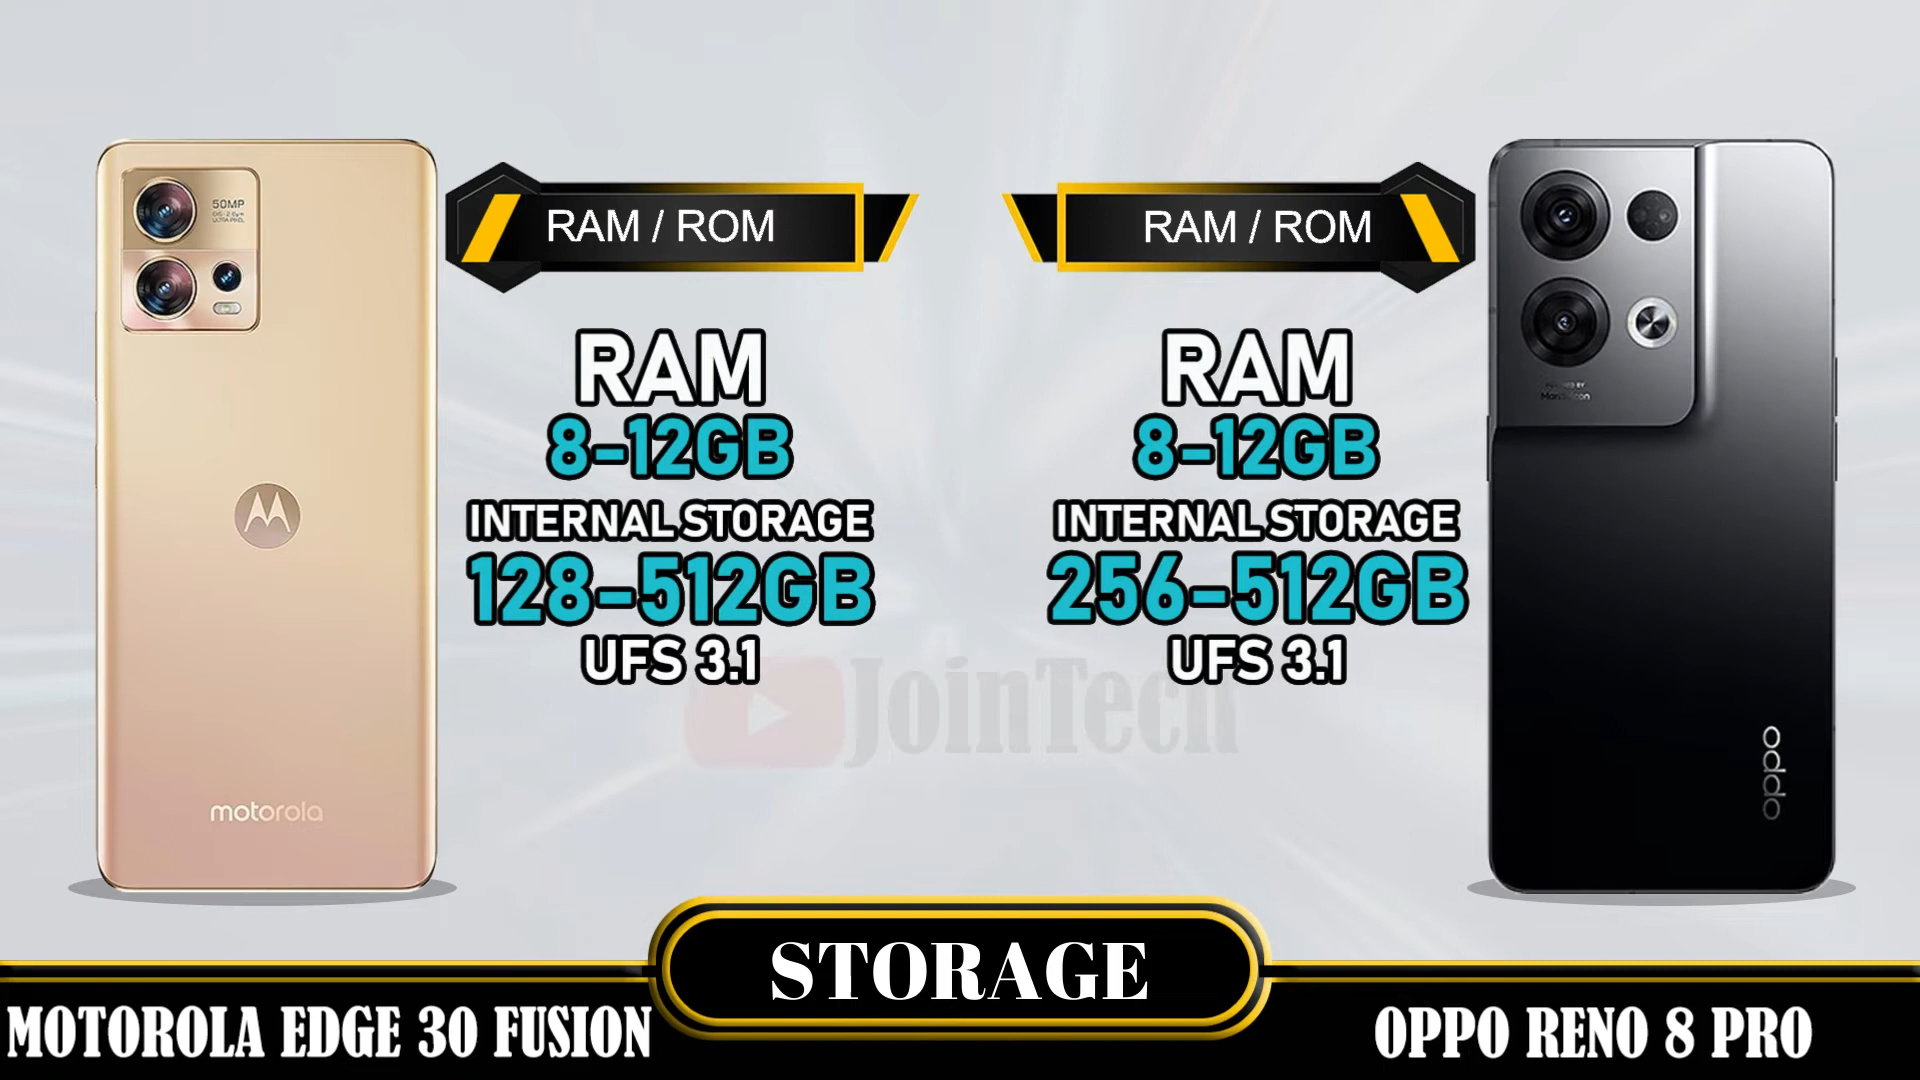 50MP
motorola
RAM / ROM
RAM
8-12GB
INTERNAL STORAGE
128-512GB
UFS 3.1
RAM / ROM
RAM
8-12GB
INTERNAL STORAGE
256-512GB
UFS 3.1
JoinTech
oppo
STORAGE
MOTOROLA EDGE 30 FUSION
OPPO RENO 8 PRO